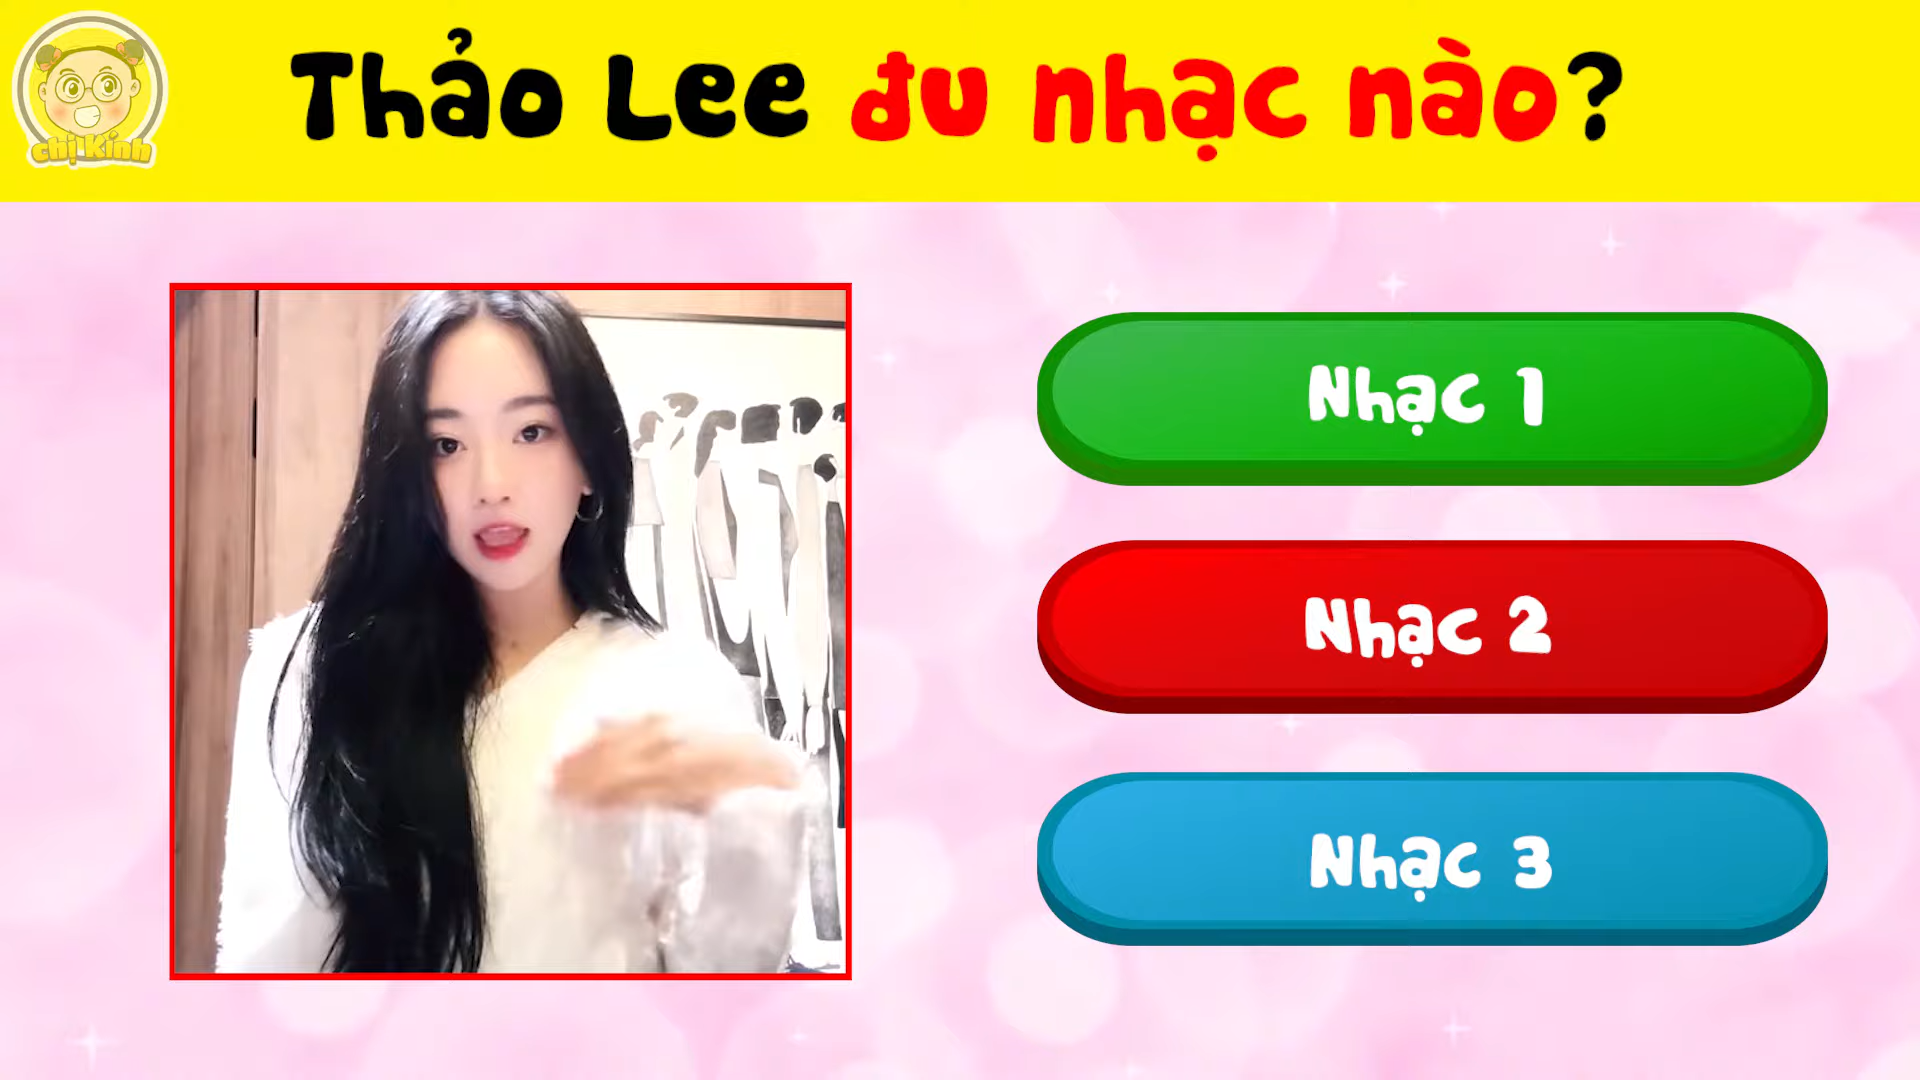 chị Kính
Thảo Lee đu nhạc nào?
Nhạc 1
Nhạc 2
Nhạc 3